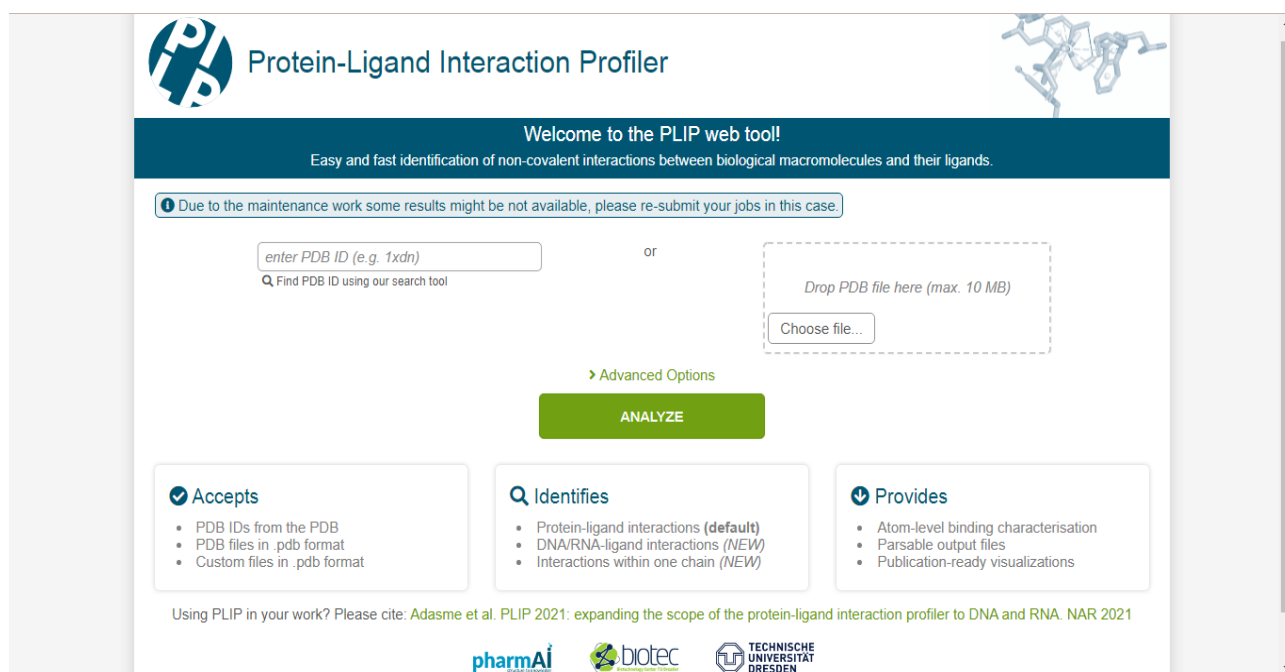 PLIP
Protein-Ligand Interaction Profiler
Welcome to the PLIP web tool!
Easy and fast identification of non-covalent interactions between biological macromolecules and their ligands.
Due to the maintenance work some results might be not available, please re-submit your jobs in this case.
enter PDB ID (e.g. 1xdn)
or
Find PDB ID using our search tool
Drop PDB file here (max. 10 MB)
Choose file...
Advanced Options
ANALYZE
Accepts
• PDB IDs from the PDB
• PDB files in .pdb format
• Custom files in .pdb format
Identifies
• Protein-ligand interactions (default)
• DNA/RNA-ligand interactions (NEW)
• Interactions within one chain (NEW)
Provides
• Atom-level binding characterisation
• Parsable output files
• Publication-ready visualizations
Using PLIP in your work? Please cite: Adasme et al. PLIP 2021: expanding the scope of the protein-ligand interaction profiler to DNA and RNA. NAR 2021
pharmAI
biotec
TECHNISCHE
UNIVERSITÄT
DRESDEN